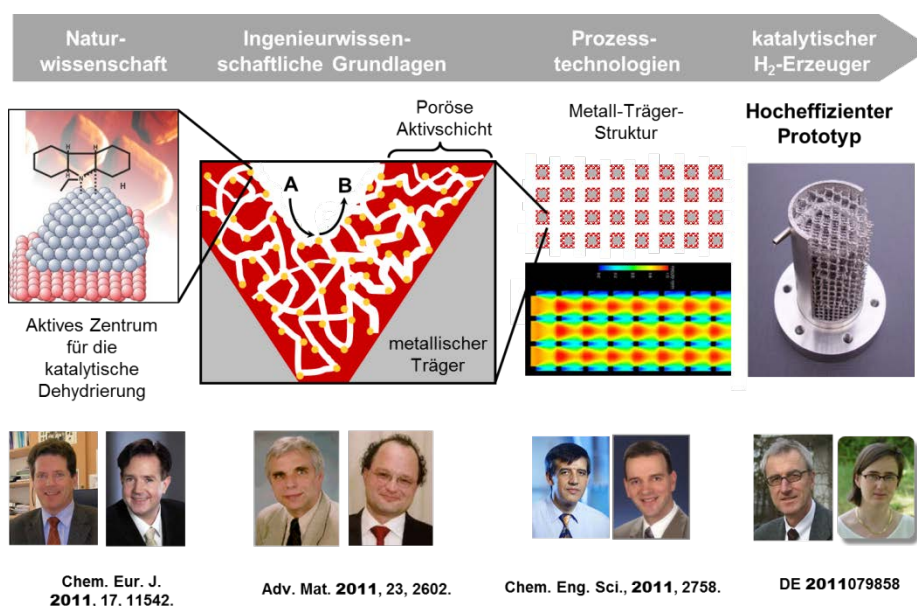 Natur-
wissenschaft
Ingenieurwissen-
schaftliche Grundlagen
Prozess-
technologien
katalytischer
H₂-Erzeuger
Poröse
Aktivschicht
Metall-Träger-
Struktur
Hocheffizienter
Prototyp
H
H
N
H
A
B
metallischer
Träger
Aktives Zentrum
für die
katalytische
Dehydrierung
Chem. Eur. J.
2011, 17, 11542.
Adv. Mat. 2011, 23, 2602.
Chem. Eng. Sci., 2011, 2758.
DE 2011079858